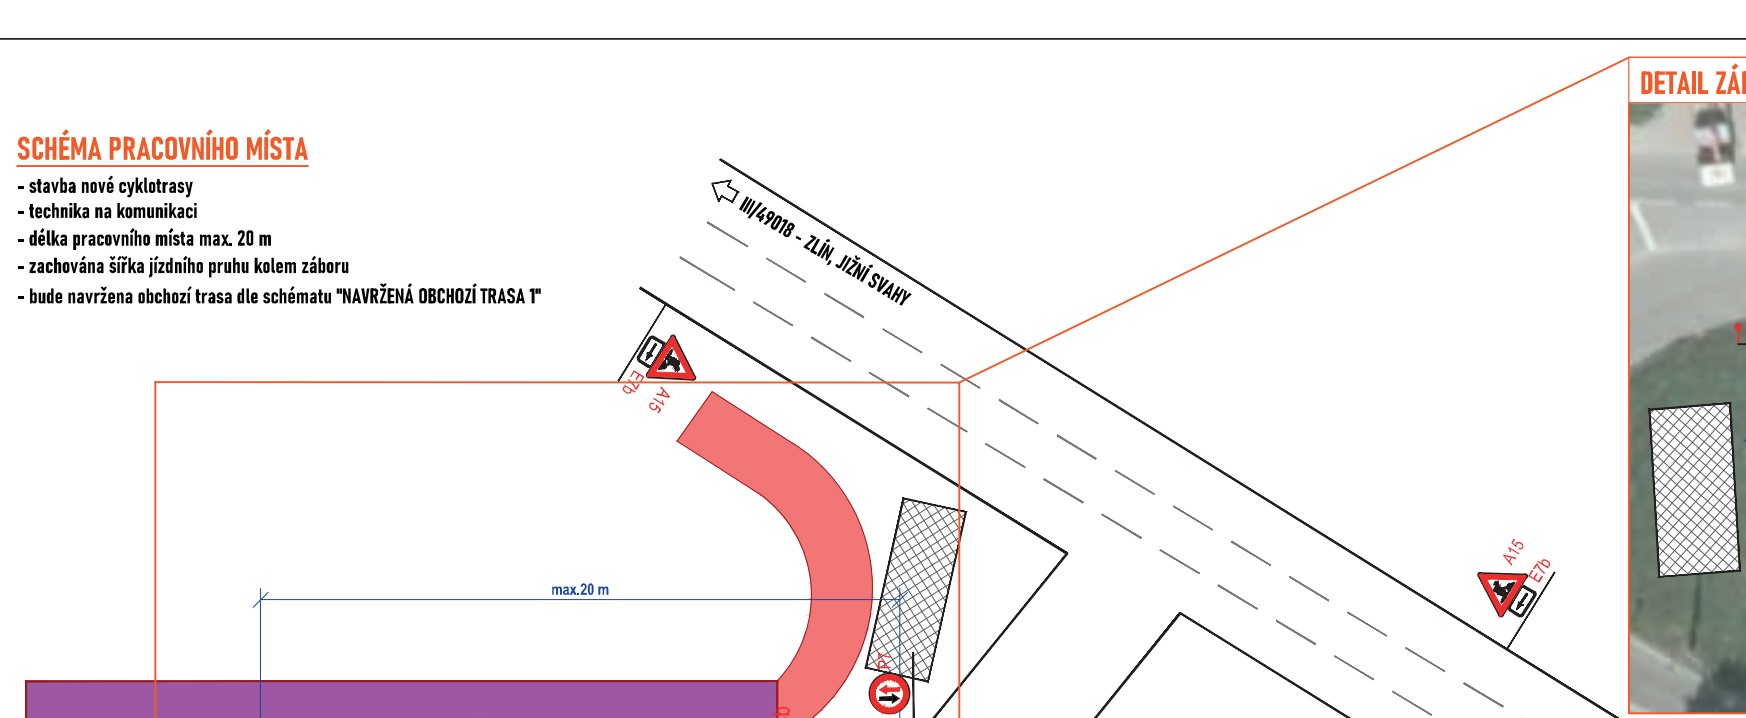 DETAIL
SCHÉMA PRACOVNÍHO MÍSTA
- stavba nové cyklotrasy
- technika na komunikaci
- délka pracovního místa max. 20 m
- zachována šířka jízdního pruhu kolem záboru
- bude navržena obchozí trasa dle schématu "NAVRŽENÁ OBCHOZÍ TRASA 1"
III/49018 - ZLÍN, JIŽNÍ SVAHY
E7b
A15
A15
E7b
max.20 m
P7